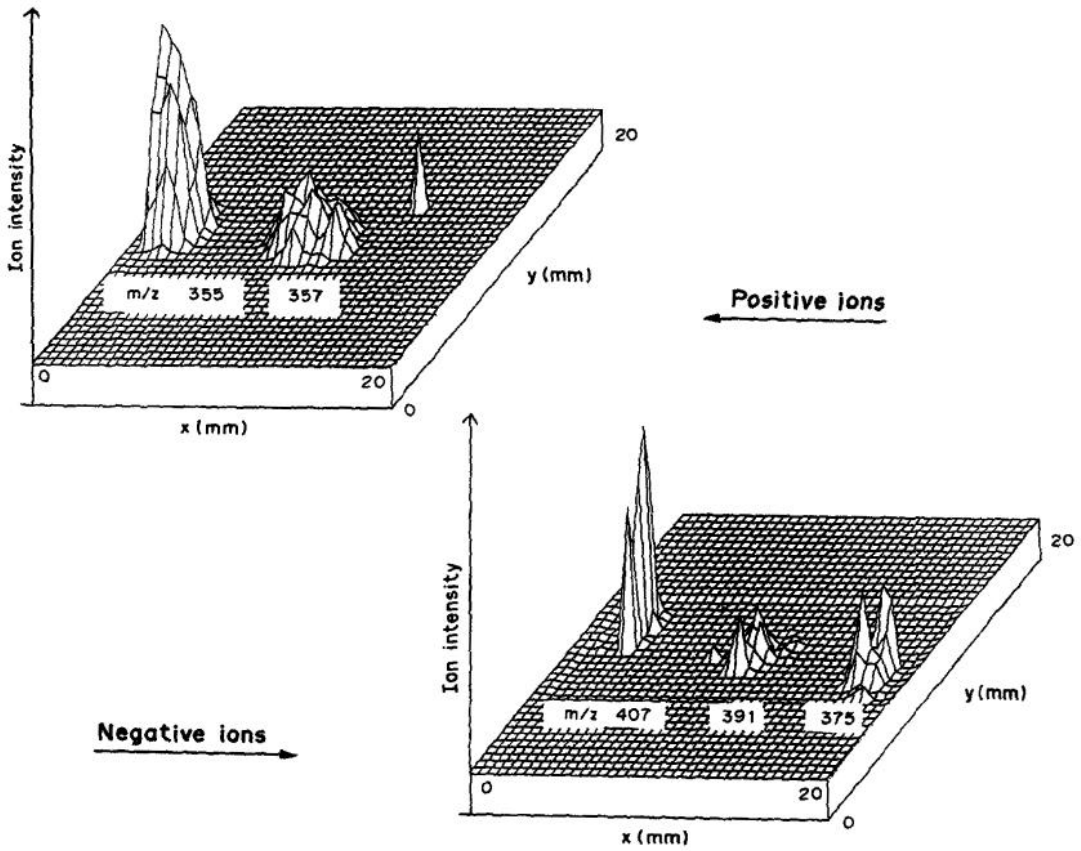 Ion intensity
20
y (mm)
m/z 355
357
Positive ions
0
20
0
x (mm)
Ion intensity
20
y (mm)
m/z 407
391
375
Negative ions
0
20
0
x (mm)